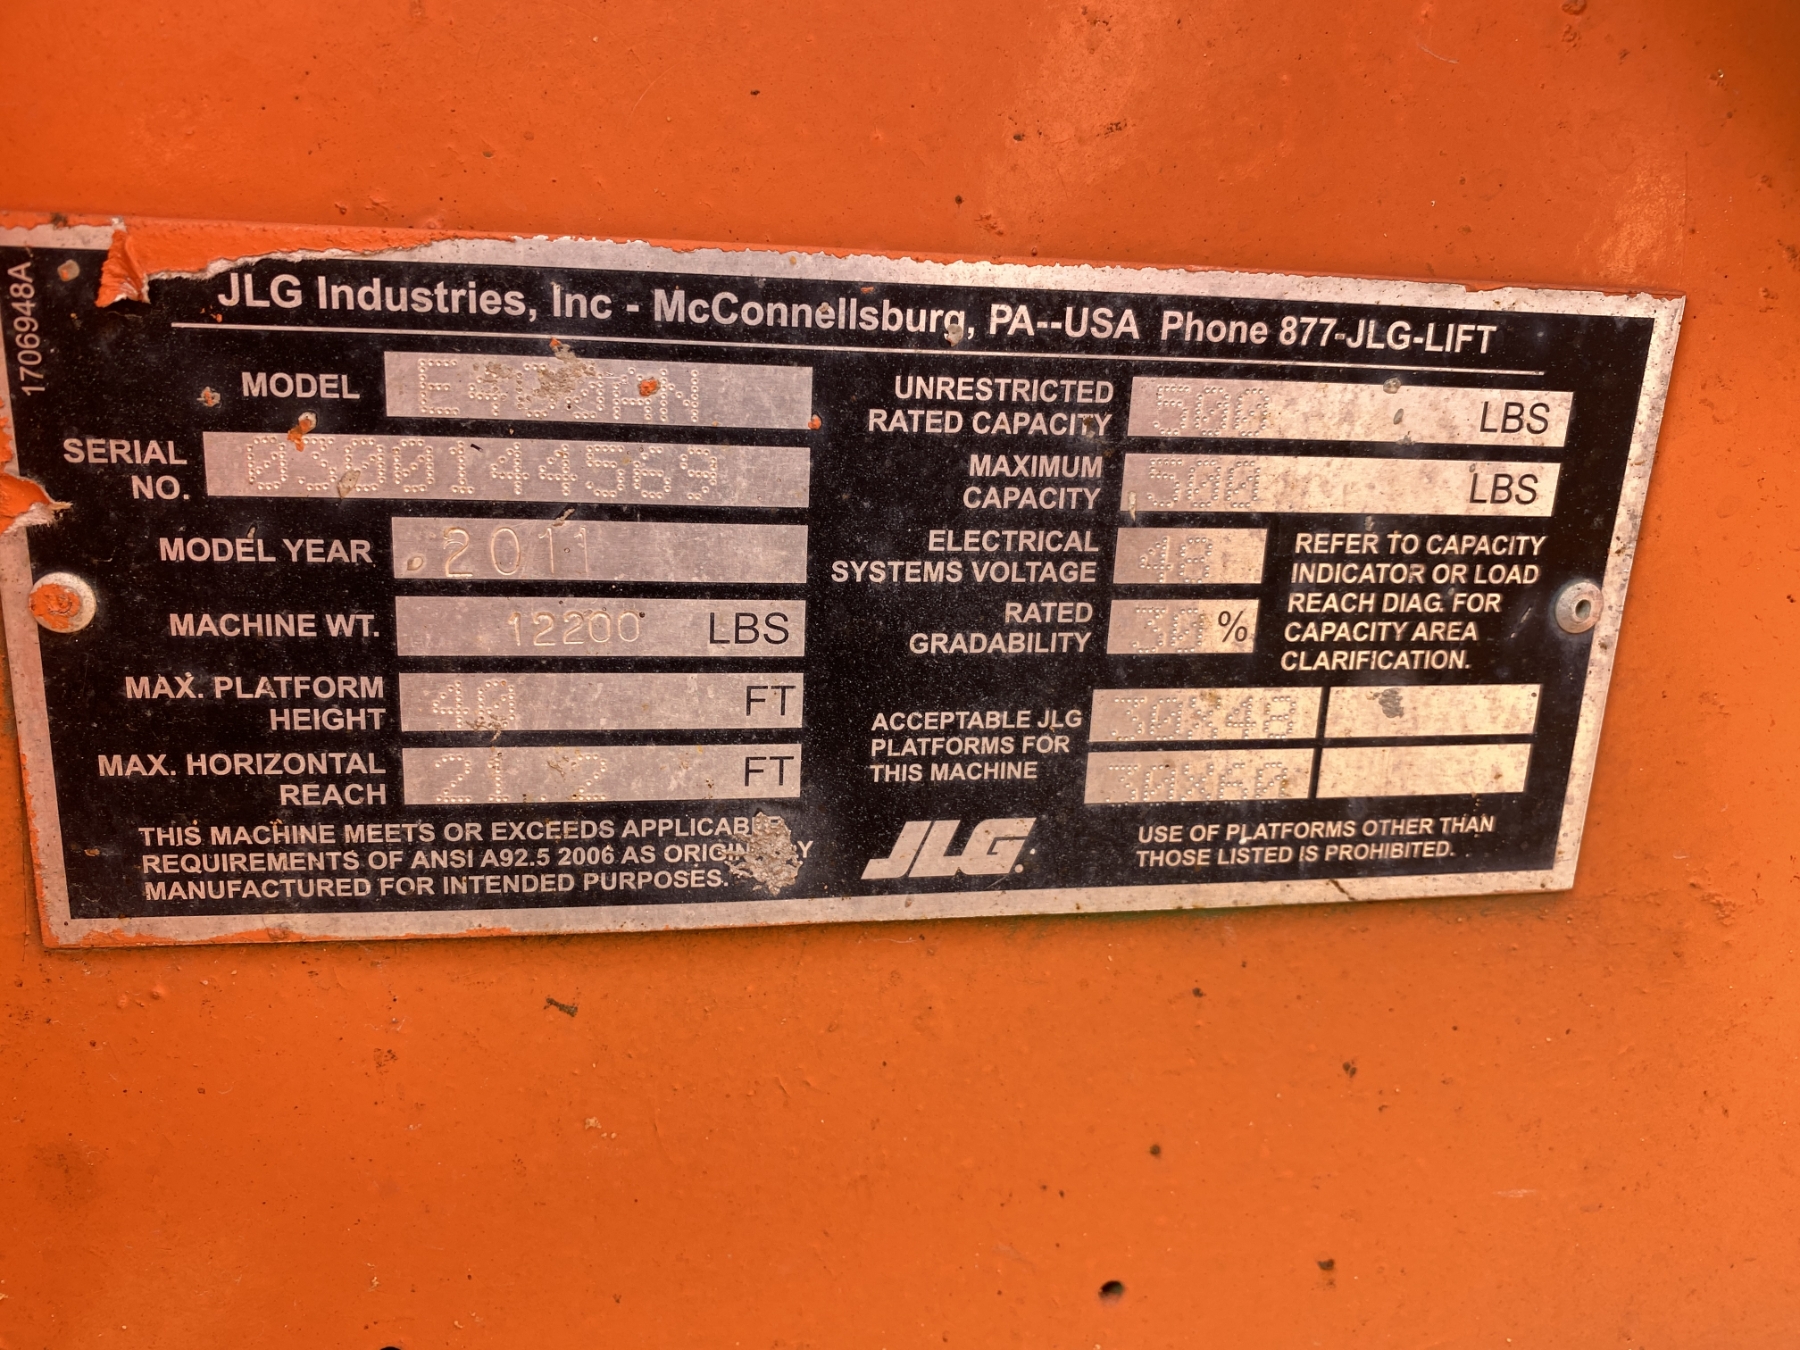 1706948A
JLG Industries, Inc - McConnellsburg, PA--USA Phone 877-JLG-LIFT
MODEL
SERIAL NO. 0300144569
MODEL YEAR 2011
MACHINE WT. 12200 LBS
MAX. PLATFORM HEIGHT 40 FT
MAX. HORIZONTAL REACH 21.2 FT
THIS MACHINE MEETS OR EXCEEDS APPLICABLE
REQUIREMENTS OF ANSI A92.5 2006 AS ORIGINALLY
MANUFACTURED FOR INTENDED PURPOSES.
UNRESTRICTED
RATED CAPACITY 500 LBS
MAXIMUM
CAPACITY 500 LBS
ELECTRICAL
SYSTEMS VOLTAGE 48
RATED
GRADABILITY 30 %
REFER TO CAPACITY
INDICATOR OR LOAD
REACH DIAG. FOR
CAPACITY AREA
CLARIFICATION.
ACCEPTABLE JLG
PLATFORMS FOR
THIS MACHINE
30X48
30X60
JLG.
USE OF PLATFORMS OTHER THAN
THOSE LISTED IS PROHIBITED.